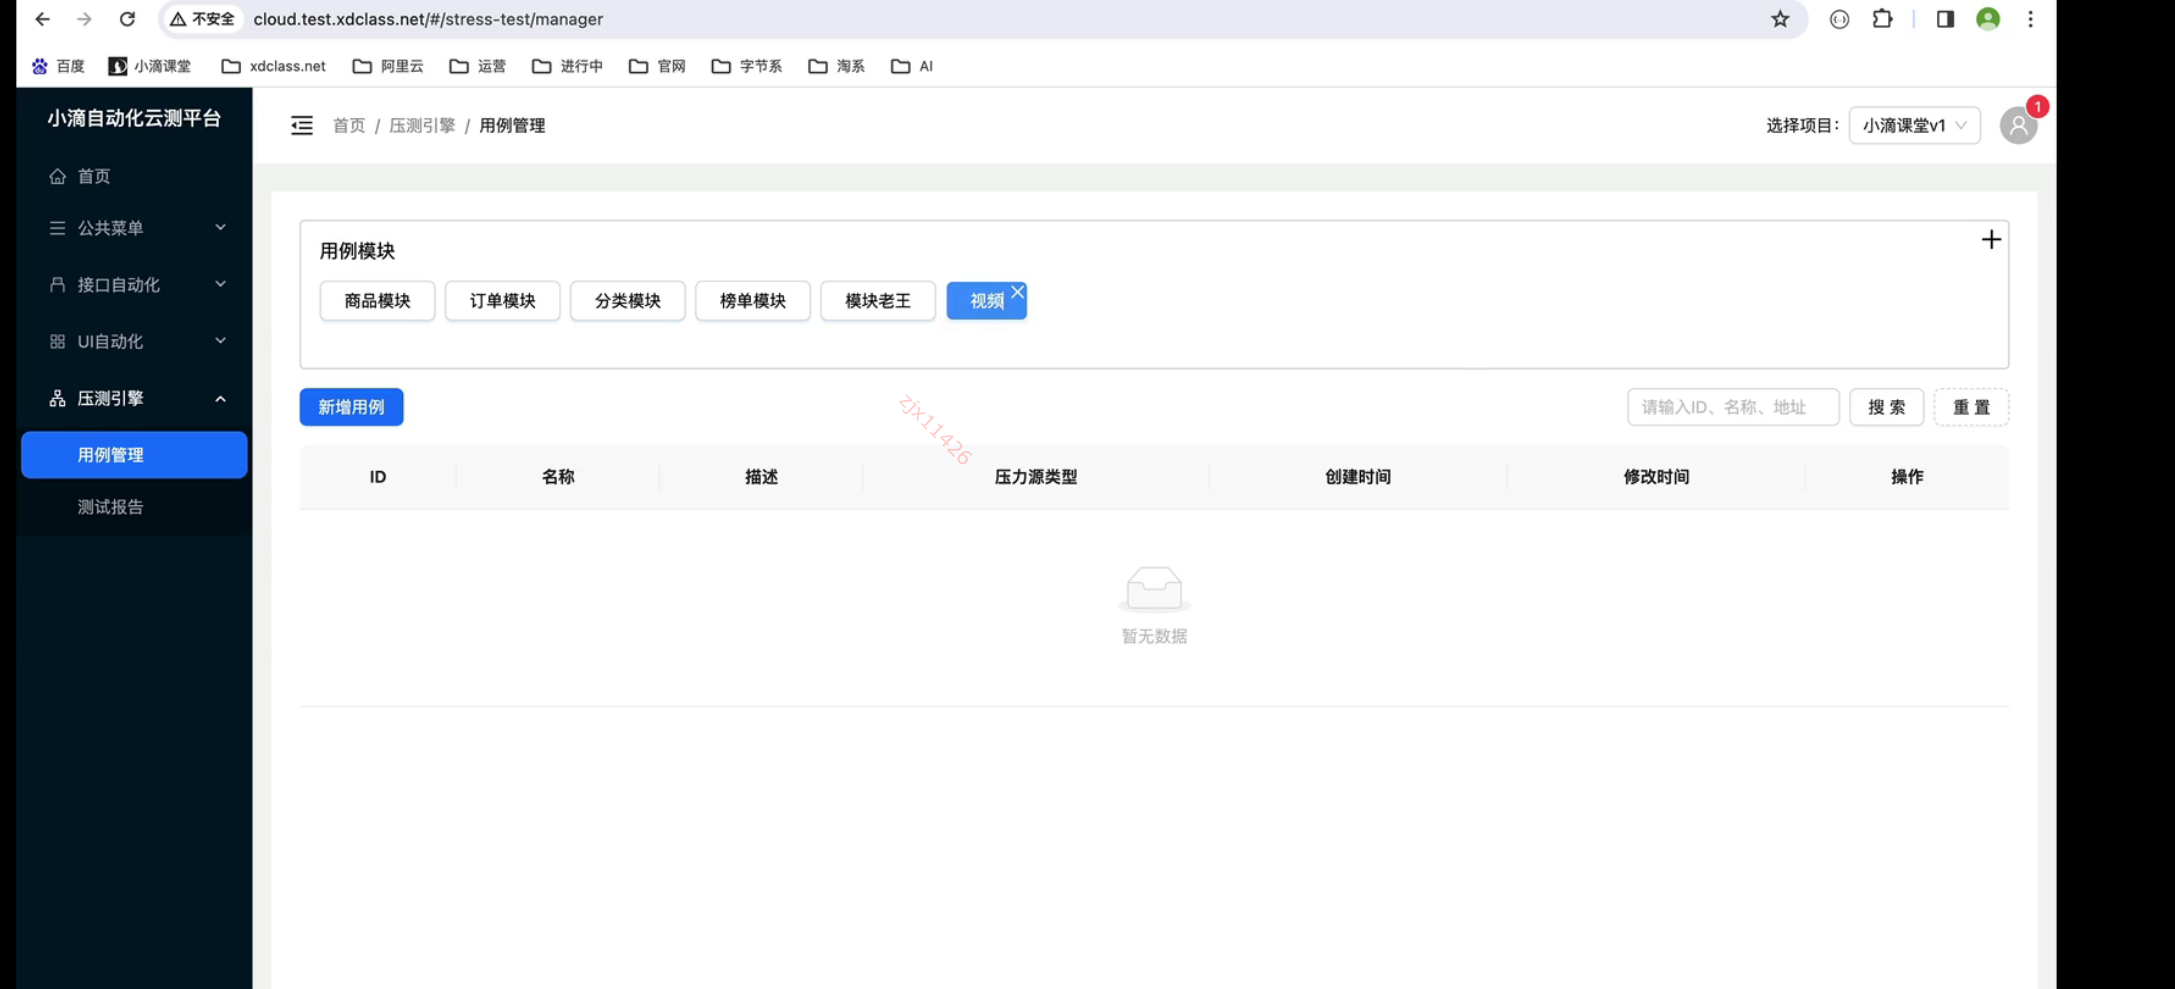 不安全 cloud.test.xdclass.net/#/stress-test/manager
百度 小滴课堂 xdclass.net 阿里云 运营 进行中 官网 字节系 淘系 AI
小滴自动化云测平台
首页
公共菜单
接口自动化
UI自动化
压测引擎
用例管理
测试报告
首页 / 压测引擎 / 用例管理
选择项目: 小滴课堂v1
1
用例模块
商品模块 订单模块 分类模块 榜单模块 模块老王 视频
新增用例
请输入ID、名称、地址 搜 索 重 置
zjx11426
ID 名称 描述 压力源类型 创建时间 修改时间 操作
暂无数据